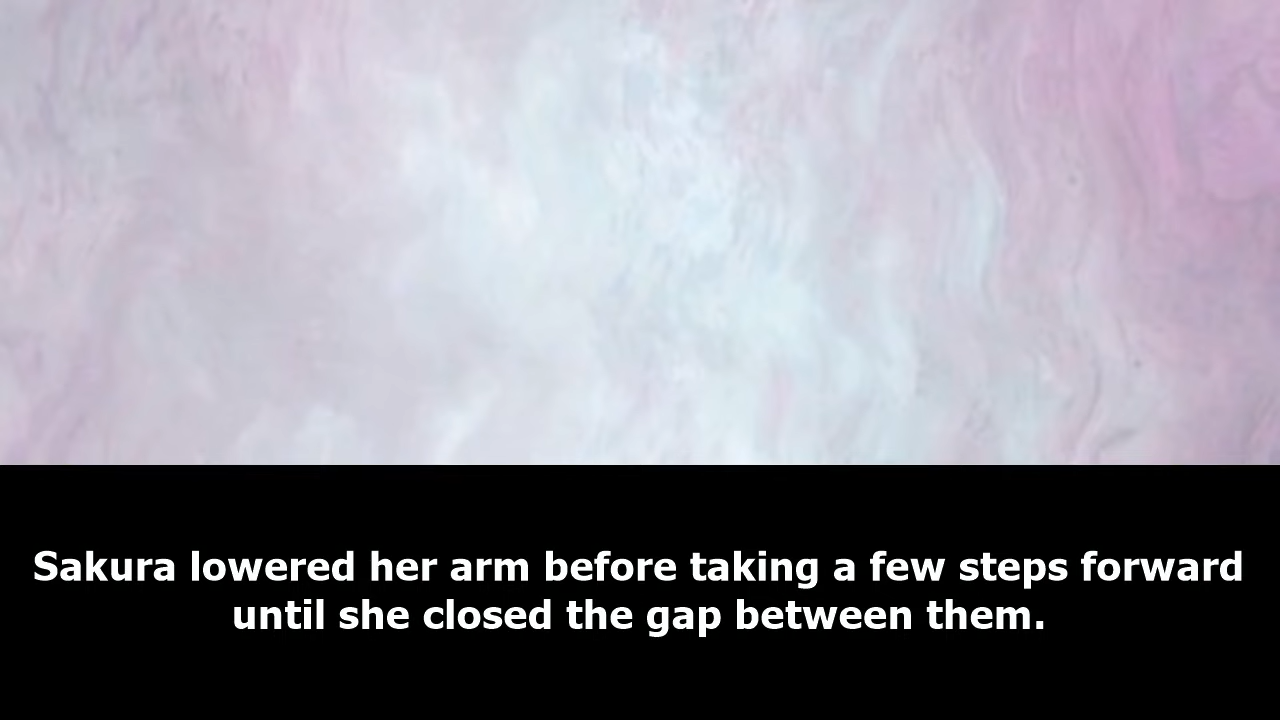 Sakura lowered her arm before taking a few steps forward
until she closed the gap between them.